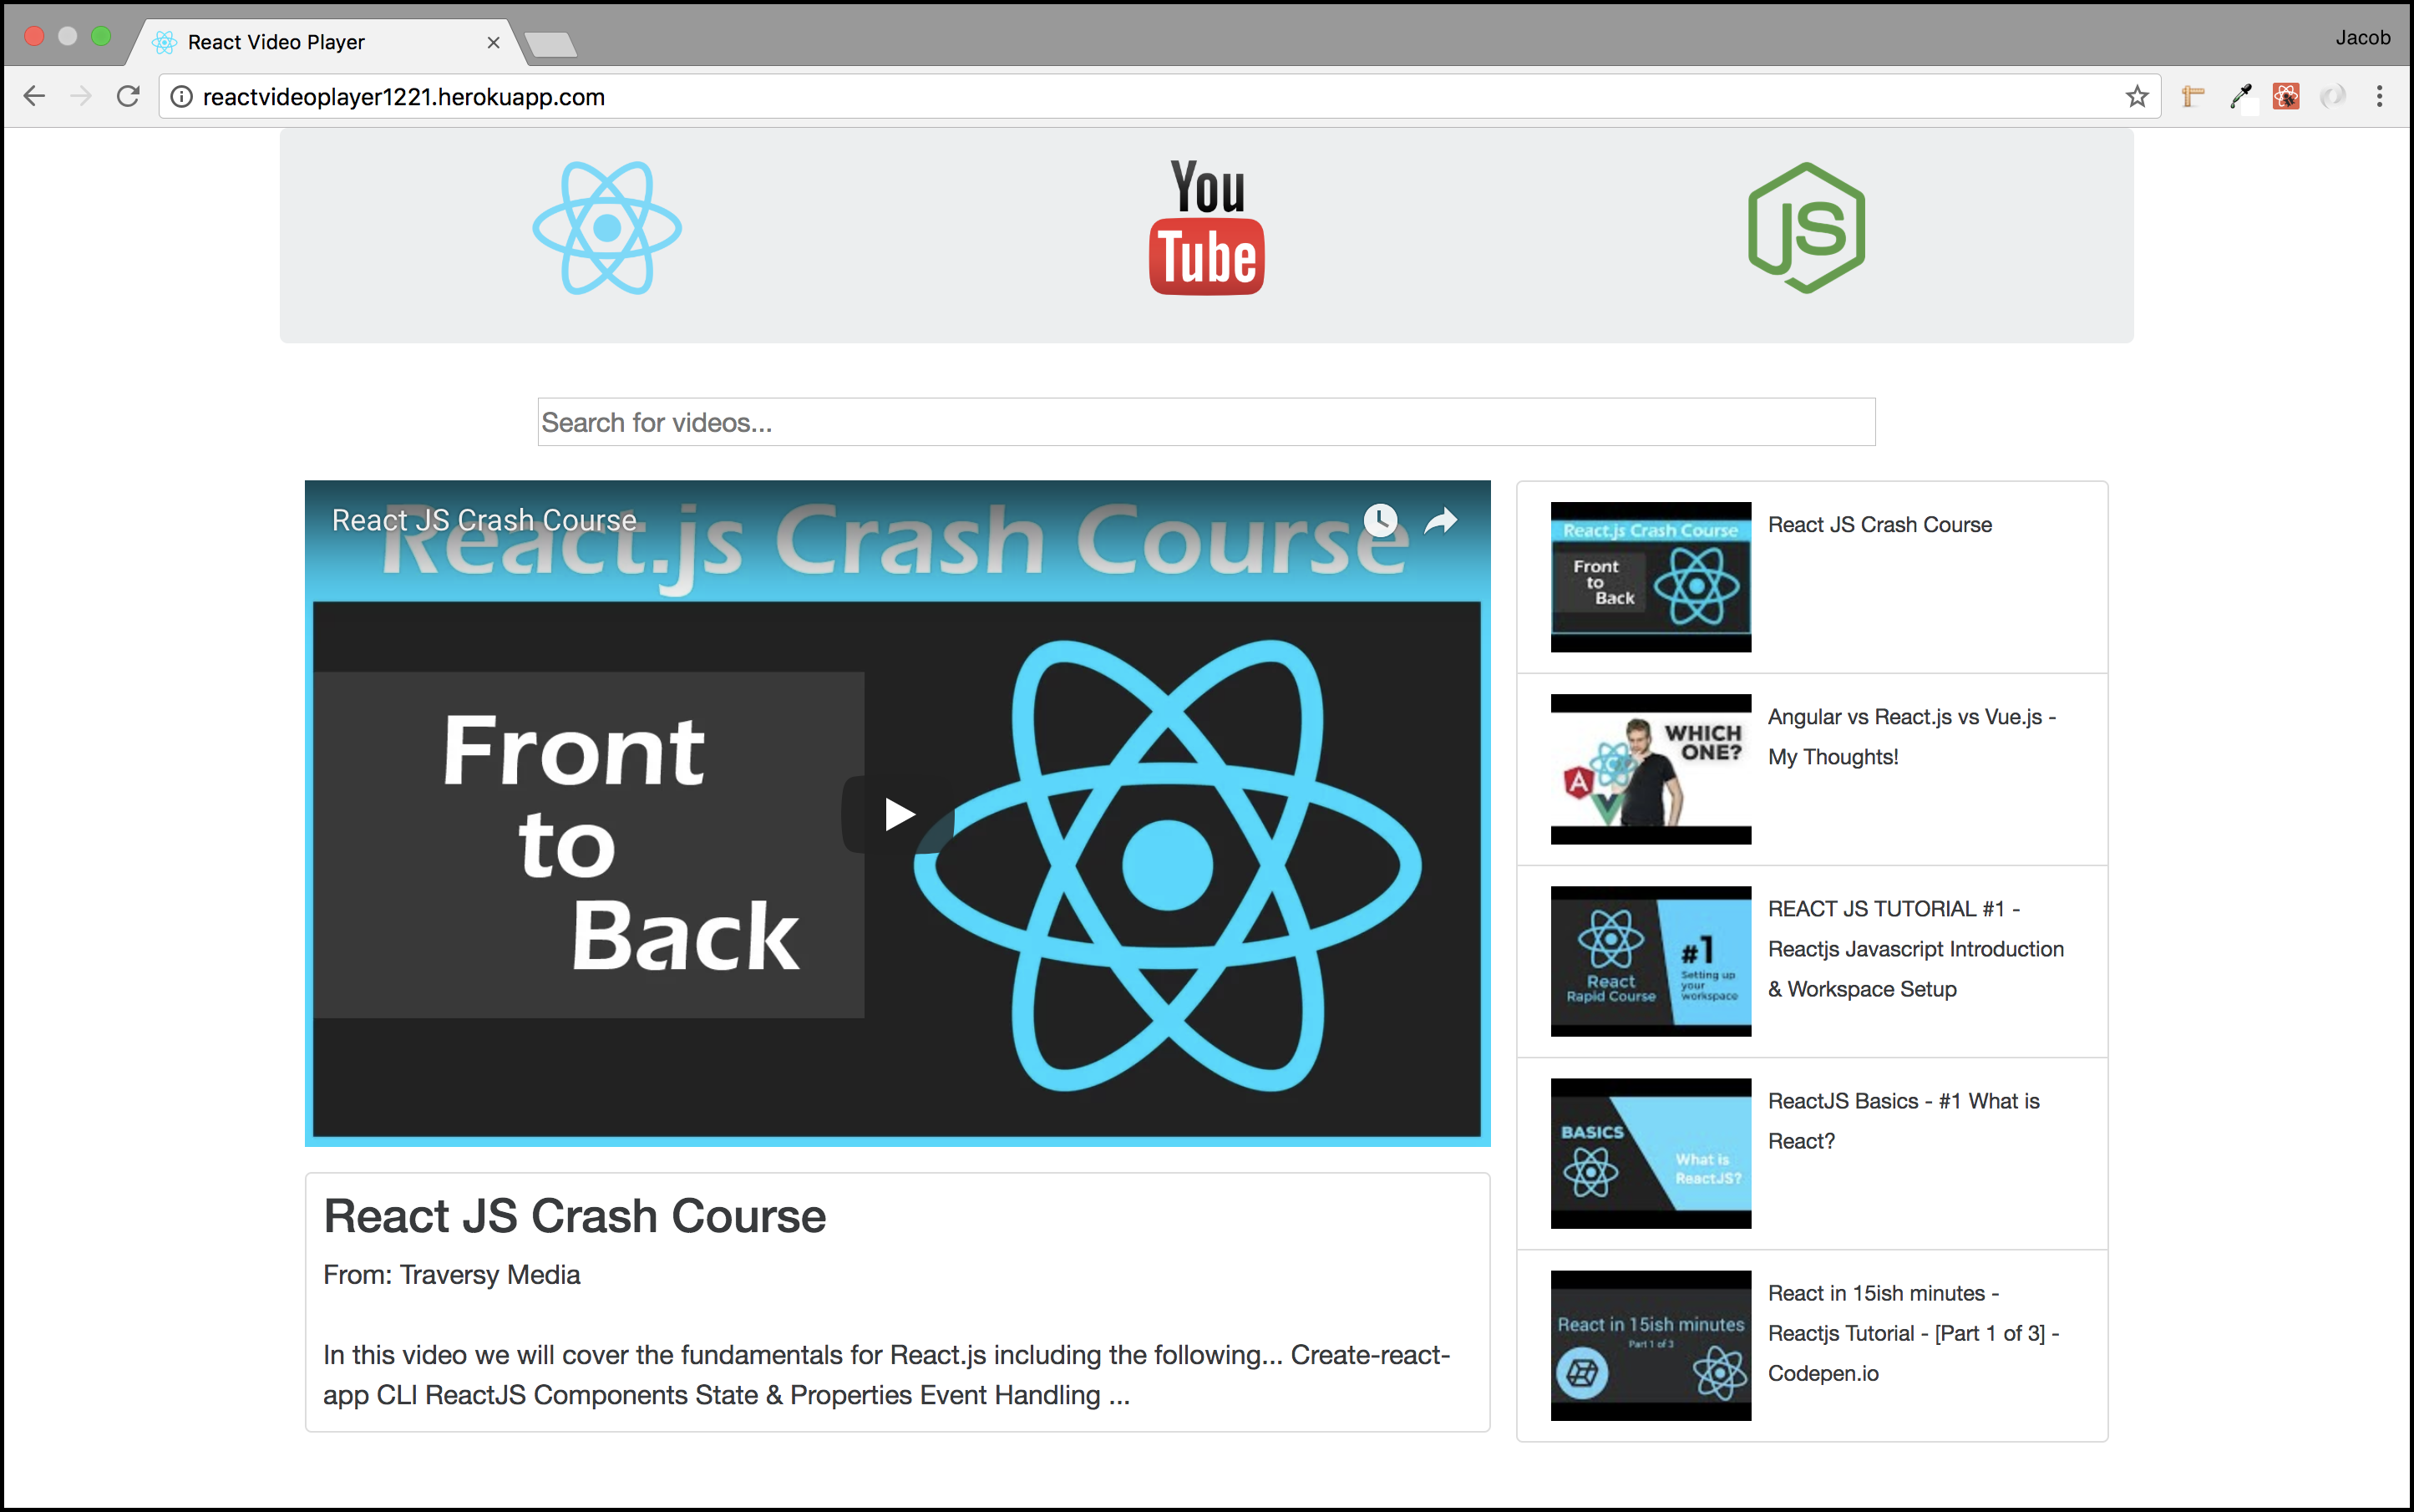 React Video Player
Jacob
reactvideoplayer1221.herokuapp.com
You
Tube
JS
Search for videos...
React JS Crash Course
React.js Crash Course
Front
to
Back
React JS Crash Course
From: Traversy Media
In this video we will cover the fundamentals for React.js including the following... Create-react-
app CLI ReactJS Components State & Properties Event Handling ...
React.js Crash Course
Front
to
Back
React JS Crash Course
WHICH
ONE?
A
Angular vs React.js vs Vue.js -
My Thoughts!
#1
Setting up
your
workspace
React
Rapid Course
REACT JS TUTORIAL #1 -
Reactjs Javascript Introduction
& Workspace Setup
BASICS
What is
ReactJS?
ReactJS Basics - #1 What is
React?
React in 15ish minutes
Part 1 of 3
React in 15ish minutes -
Reactjs Tutorial - [Part 1 of 3] -
Codepen.io